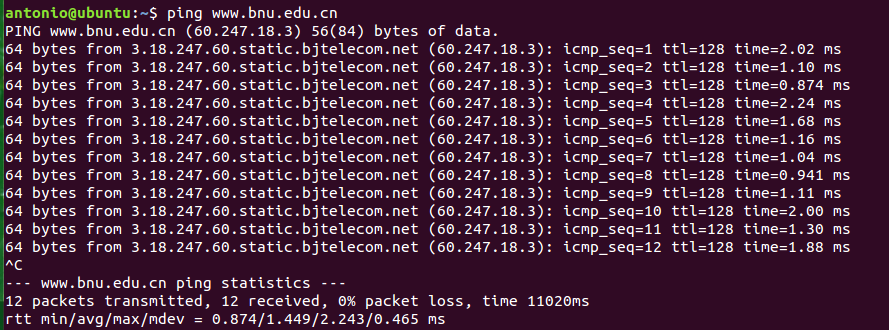 antonio@ubuntu:~$ ping www.bnu.edu.cn
PING www.bnu.edu.cn (60.247.18.3) 56(84) bytes of data.
64 bytes from 3.18.247.60.static.bjtelecom.net (60.247.18.3): icmp_seq=1 ttl=128 time=2.02 ms
64 bytes from 3.18.247.60.static.bjtelecom.net (60.247.18.3): icmp_seq=2 ttl=128 time=1.10 ms
64 bytes from 3.18.247.60.static.bjtelecom.net (60.247.18.3): icmp_seq=3 ttl=128 time=0.874 ms
64 bytes from 3.18.247.60.static.bjtelecom.net (60.247.18.3): icmp_seq=4 ttl=128 time=2.24 ms
64 bytes from 3.18.247.60.static.bjtelecom.net (60.247.18.3): icmp_seq=5 ttl=128 time=1.68 ms
64 bytes from 3.18.247.60.static.bjtelecom.net (60.247.18.3): icmp_seq=6 ttl=128 time=1.16 ms
64 bytes from 3.18.247.60.static.bjtelecom.net (60.247.18.3): icmp_seq=7 ttl=128 time=1.04 ms
64 bytes from 3.18.247.60.static.bjtelecom.net (60.247.18.3): icmp_seq=8 ttl=128 time=0.941 ms
64 bytes from 3.18.247.60.static.bjtelecom.net (60.247.18.3): icmp_seq=9 ttl=128 time=1.11 ms
64 bytes from 3.18.247.60.static.bjtelecom.net (60.247.18.3): icmp_seq=10 ttl=128 time=2.00 ms
64 bytes from 3.18.247.60.static.bjtelecom.net (60.247.18.3): icmp_seq=11 ttl=128 time=1.30 ms
64 bytes from 3.18.247.60.static.bjtelecom.net (60.247.18.3): icmp_seq=12 ttl=128 time=1.88 ms
^C
--- www.bnu.edu.cn ping statistics ---
12 packets transmitted, 12 received, 0% packet loss, time 11020ms
rtt min/avg/max/mdev = 0.874/1.449/2.243/0.465 ms